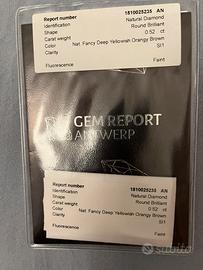 Report number 1810025235 AN
Identification Natural Diamond
Shape Round Brilliant
Carat weight 0.52 ct
Color Nat. Fancy Deep Yellowish Orangy Brown
Clarity SI1
Fluorescence Faint
GEM REPORT
ANTWERP
Report number 1810025235 AN
Identification Natural Diamond
Shape Round Brilliant
Carat weight 0.52 ct
Color Nat. Fancy Deep Yellowish Orangy Brown
Clarity SI1
Fluorescence Faint
subito